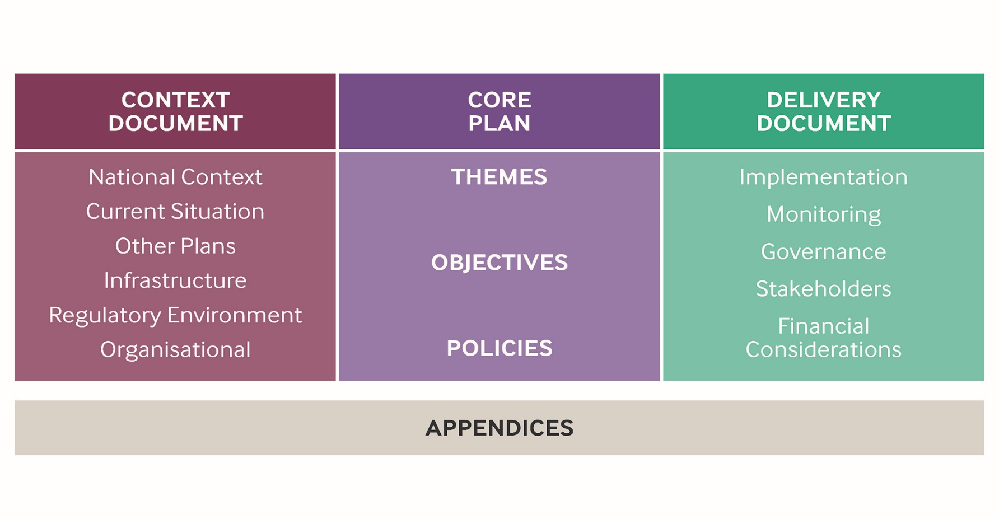 CONTEXT
DOCUMENT
National Context
Current Situation
Other Plans
Infrastructure
Regulatory Environment
Organisational
CORE
PLAN
THEMES
OBJECTIVES
POLICIES
DELIVERY
DOCUMENT
Implementation
Monitoring
Governance
Stakeholders
Financial
Considerations
APPENDICES